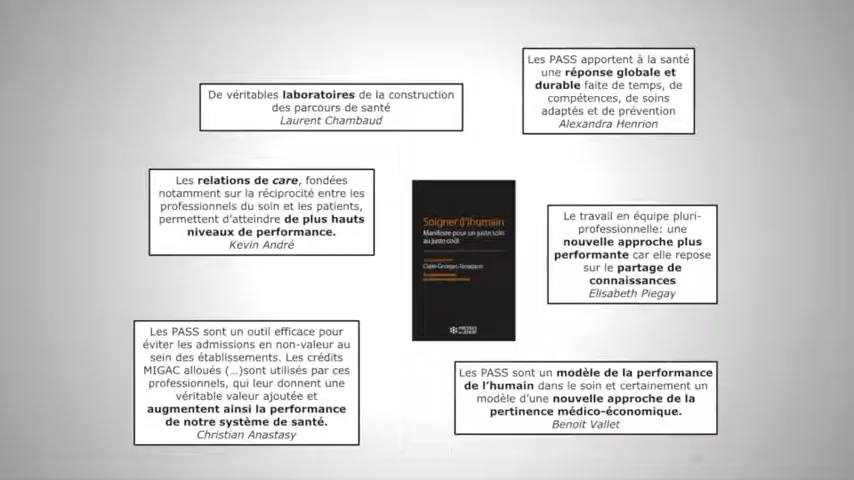 Les PASS apportent à la santé
une réponse globale et
durable faite de temps, de
compétences, de soins
adaptés et de prévention
Alexandra Henrion
De véritables laboratoires de la construction
des parcours de santé
Laurent Chambaud
Les relations de care, fondées
notamment sur la réciprocité entre les
professionnels du soin et les patients,
permettent d'atteindre de plus hauts
niveaux de performance.
Kevin André
Soigner (l')humain
Manifeste pour un juste soin
au juste coût
Le travail en équipe pluri-
professionnelle: une
nouvelle approche plus
performante car elle repose
sur le partage de
connaissances
Elisabeth Piegay
PRESSES
Les PASS sont un outil efficace pour
éviter les admissions en non-valeur au
sein des établissements. Les crédits
MIGAC alloués (…)sont utilisés par ces
professionnels, qui leur donnent une
véritable valeur ajoutée et
augmentent ainsi la performance
de notre système de santé.
Christian Anastasy
Les PASS sont un modèle de la performance
de l'humain dans le soin et certainement un
modèle d'une nouvelle approche de la
pertinence médico-économique.
Benoit Vallet